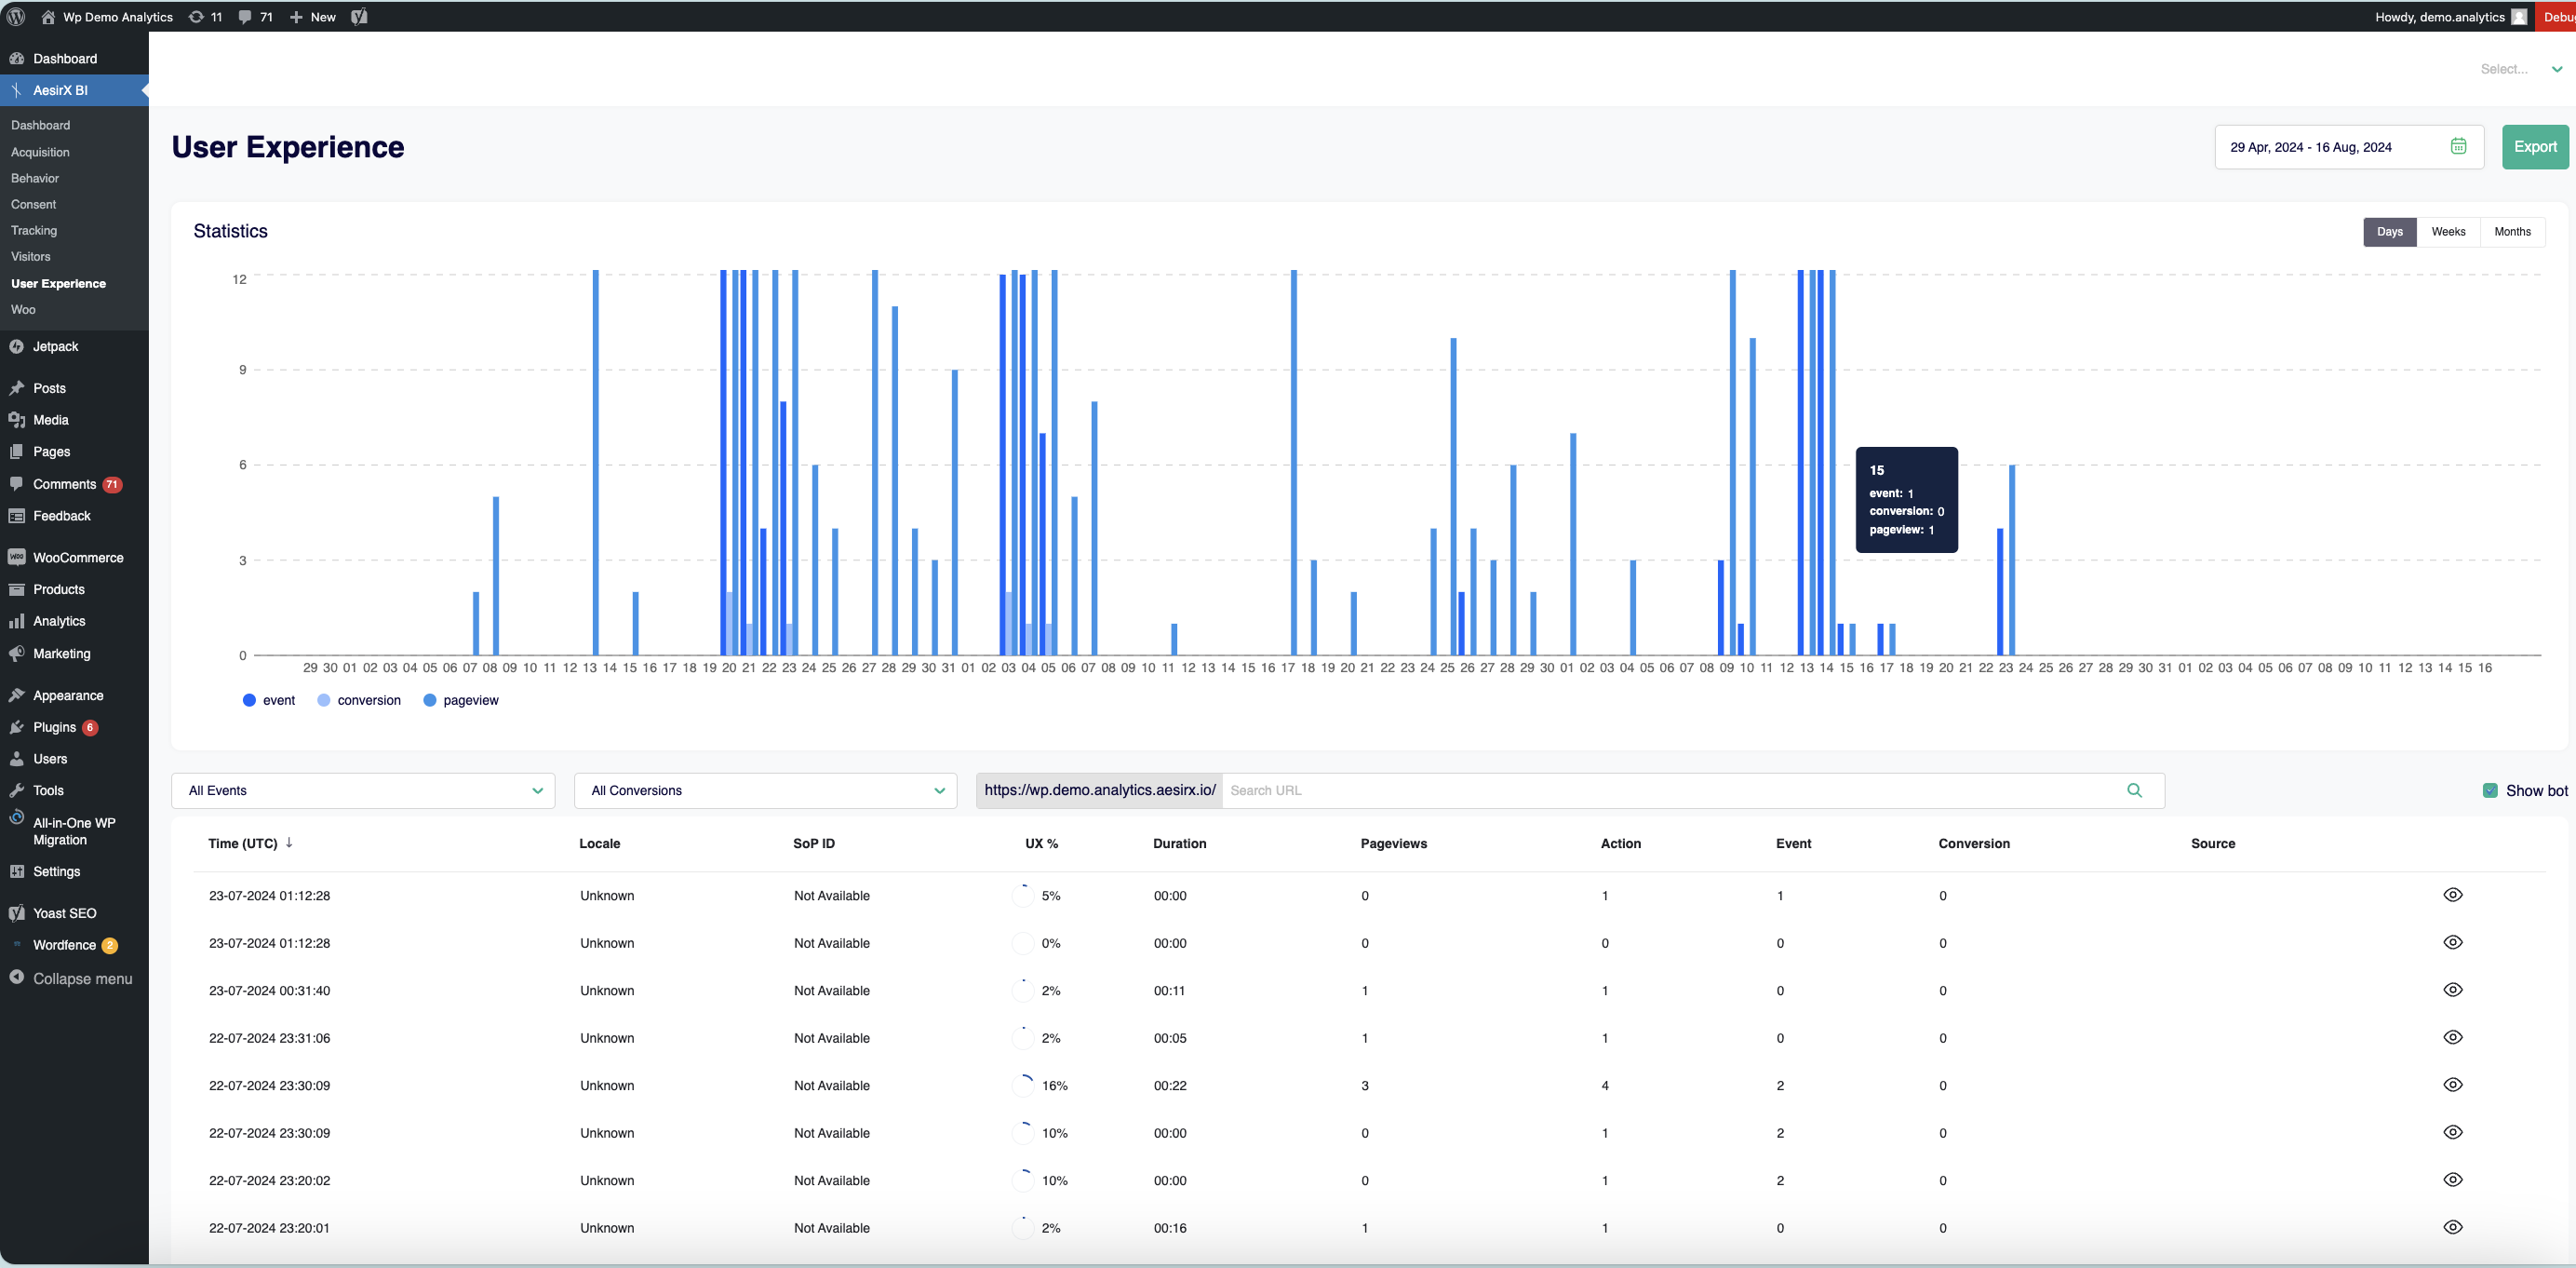 Wp Demo Analytics 11 71 New Howdy, demo.analytics Debu
Dashboard
AesirX BI
Dashboard
Acquisition
Behavior
Consent
Tracking
Visitors
User Experience
Woo
Jetpack
Posts
Media
Pages
Comments 71
Feedback
WooCommerce
Products
Analytics
Marketing
Appearance
Plugins 6
Users
Tools
All-in-One WP
Migration
Settings
Yoast SEO
Wordfence 2
Collapse menu
Select...
User Experience
29 Apr, 2024 - 16 Aug, 2024
Export
Statistics
Days Weeks Months
12
9
6
3
0
15
event: 1
conversion: 0
pageview: 1
29 30 01 02 03 04 05 06 07 08 09 10 11 12 13 14 15 16 17 18 19 20 21 22 23 24 25 26 27 28 29 30 31 01 02 03 04 05 06 07 08 09 10 11 12 13 14 15 16 17 18 19 20 21 22 23 24 25 26 27 28 29 30 01 02 03 04 05 06 07 08 09 10 11 12 13 14 15 16 17 18 19 20 21 22 23 24 25 26 27 28 29 30 31 01 02 03 04 05 06 07 08 09 10 11 12 13 14 15 16
event conversion pageview
All Events All Conversions https://wp.demo.analytics.aesirx.io/ Search URL Show bot
Time (UTC) Locale SoP ID UX % Duration Pageviews Action Event Conversion Source
23-07-2024 01:12:28 Unknown Not Available 5% 00:00 0 1 1 0
23-07-2024 01:12:28 Unknown Not Available 0% 00:00 0 0 0 0
23-07-2024 00:31:40 Unknown Not Available 2% 00:11 1 1 0 0
22-07-2024 23:31:06 Unknown Not Available 2% 00:05 1 1 0 0
22-07-2024 23:30:09 Unknown Not Available 16% 00:22 3 4 2 0
22-07-2024 23:30:09 Unknown Not Available 10% 00:00 0 1 2 0
22-07-2024 23:20:02 Unknown Not Available 10% 00:00 0 1 2 0
22-07-2024 23:20:01 Unknown Not Available 2% 00:16 1 1 0 0